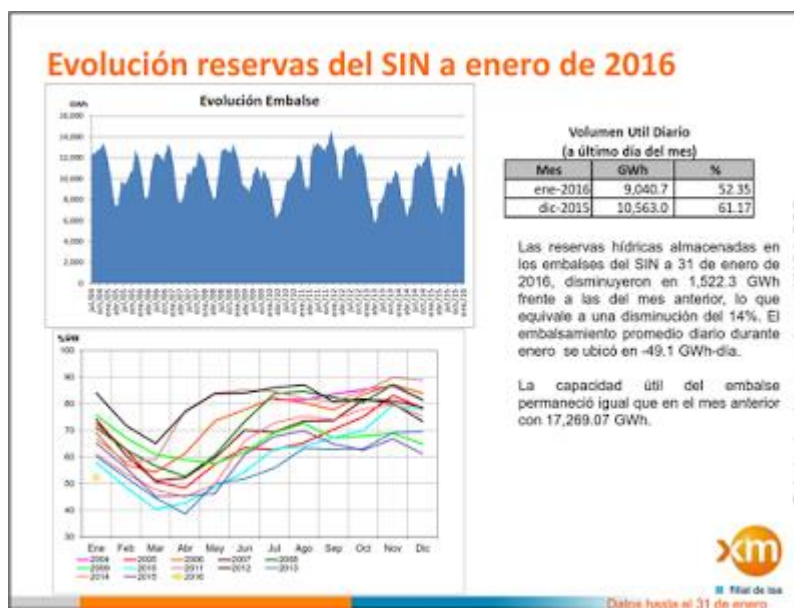 Evolución reservas del SIN a enero de 2016
Evolución Embalse
GWh
16,000
14,000
12,000
10,000
8,000
6,000
4,000
2,000
0
Volumen Util Diario
(a último día del mes)
Mes GWh %
ene-2016 9,040.7 52.35
dic-2015 10,563.0 61.17
Las reservas hídricas almacenadas en
los embalses del SIN a 31 de enero de
2016, disminuyeron en 1,522.3 GWh
frente a las del mes anterior, lo que
equivale a una disminución del 14%. El
embalsamiento promedio diario durante
enero se ubicó en -49.1 GWh-día.
La capacidad útil del embalse
permaneció igual que en el mes anterior
con 17,269.07 GWh.
100
90
80
70
60
50
40
30
Ene Feb Mar Abr May Jun Jul Ago Sep Oct Nov Dic
2004 2005 2006 2007 2008
2009 2010 2011 2012 2013
2014 2015 2016
xm
Filial de isa
Datos hasta el 31 de enero